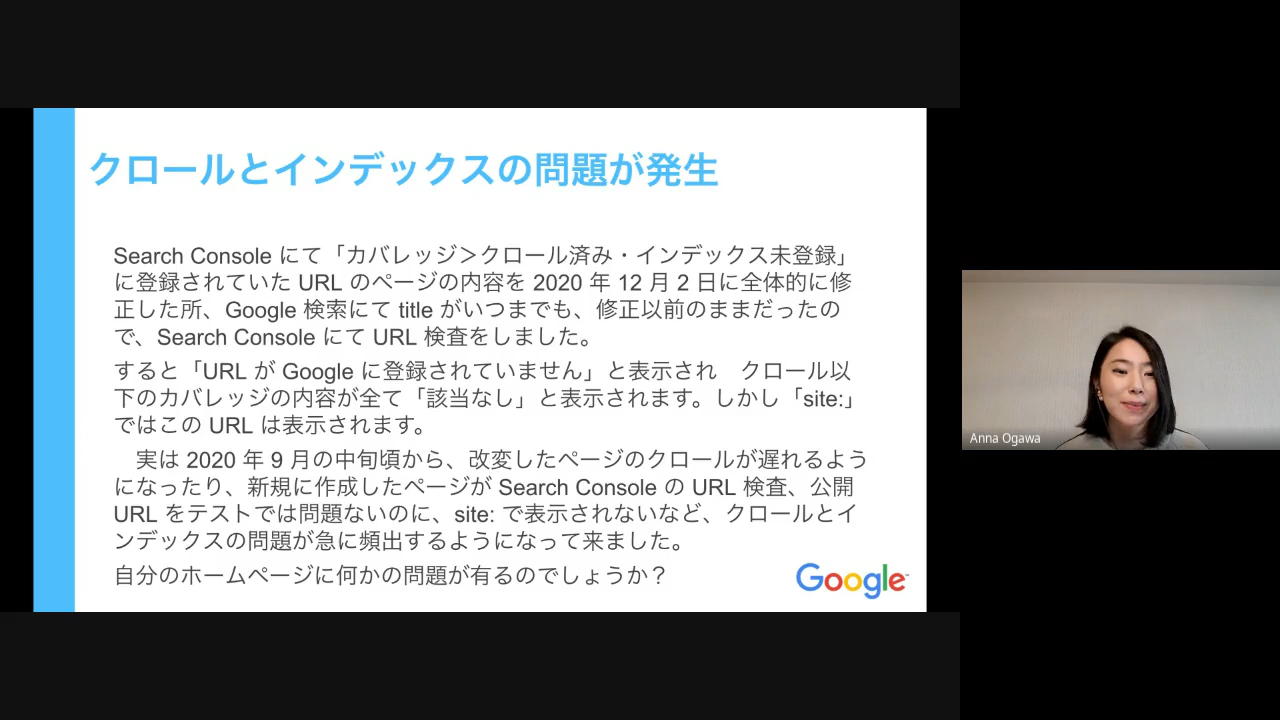 クロールとインデックスの問題が発生
Search Console にて「カバレッジ＞クロール済み・インデックス未登録」
に登録されていた URL のページの内容を 2020 年 12 月 2 日に全体的に修
正した所、Google 検索にて title がいつまでも、修正以前のままだったの
で、Search Console にて URL 検査をしました。
すると「URL が Google に登録されていません」と表示され　クロール以
下のカバレッジの内容が全て「該当なし」と表示されます。しかし「site:」
ではこの URL は表示されます。
　実は 2020 年 9 月の中旬頃から、改変したページのクロールが遅れるよう
になったり、新規に作成したページが Search Console の URL 検査、公開
URL をテストでは問題ないのに、site: で表示されないなど、クロールとイ
ンデックスの問題が急に頻出するようになって来ました。
自分のホームページに何かの問題が有るのでしょうか？
Google
Anna Ogawa